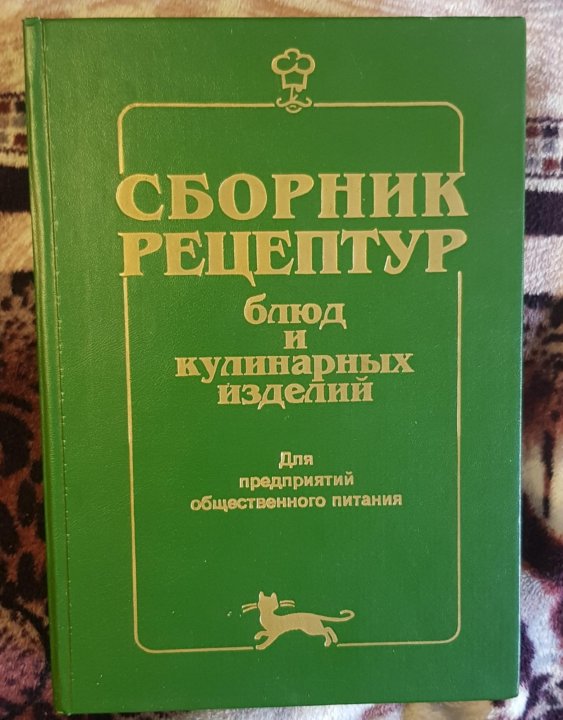 СБОРНИК
РЕЦЕПТУР
блюд
и
кулинарных
изделий
Для
предприятий
общественного питания